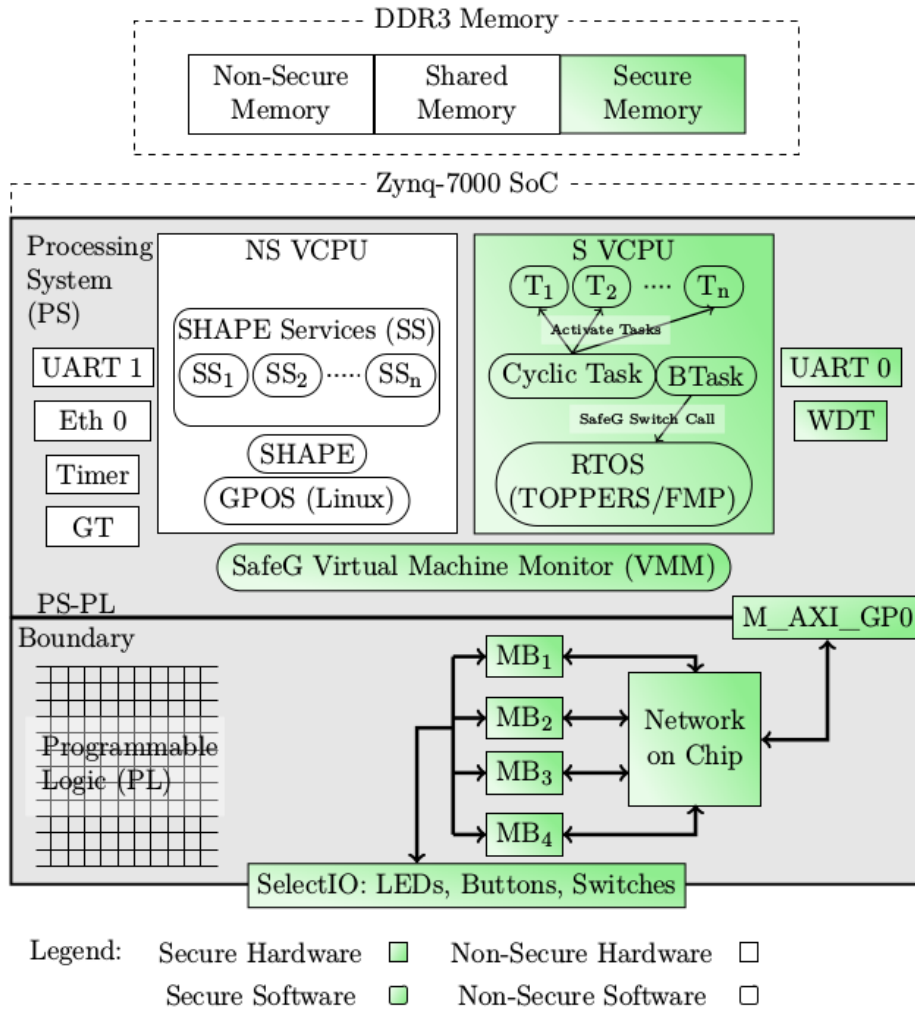 DDR3 Memory
Non-Secure
Memory
Shared
Memory
Secure
Memory
Zynq-7000 SoC
Processing
System
(PS)
NS VCPU
S VCPU
T1
T2
....
Tn
Activate Tasks
SHAPE Services (SS)
SS1
SS2
.....
SSn
UART 1
Eth 0
Timer
GT
Cyclic Task
BTask
SafeG Switch Call
UART 0
WDT
SHAPE
GPOS (Linux)
RTOS
(TOPPERS/FMP)
SafeG Virtual Machine Monitor (VMM)
PS-PL
Boundary
M_AXI_GP0
MB1
MB2
MB3
MB4
Network
on Chip
Programmable
Logic (PL)
SelectIO: LEDs, Buttons, Switches
Legend:
Secure Hardware
Non-Secure Hardware
Secure Software
Non-Secure Software